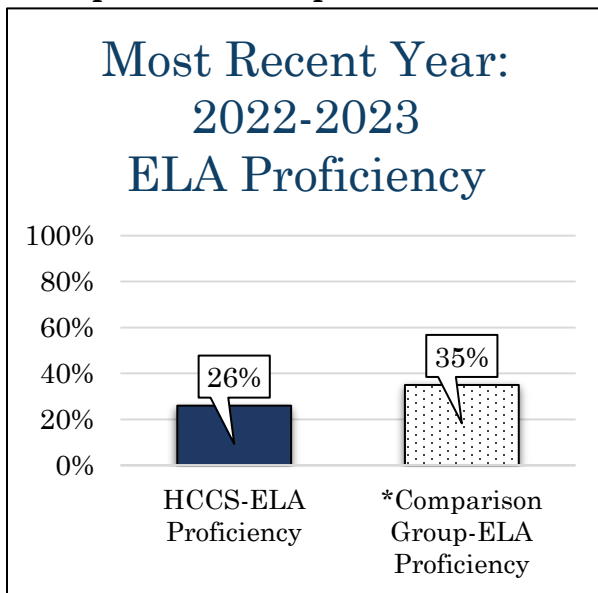 Most Recent Year:
2022-2023
ELA Proficiency
100%
80%
60%
40%
20%
0%
26%
35%
HCCS-ELA
Proficiency
*Comparison
Group-ELA
Proficiency